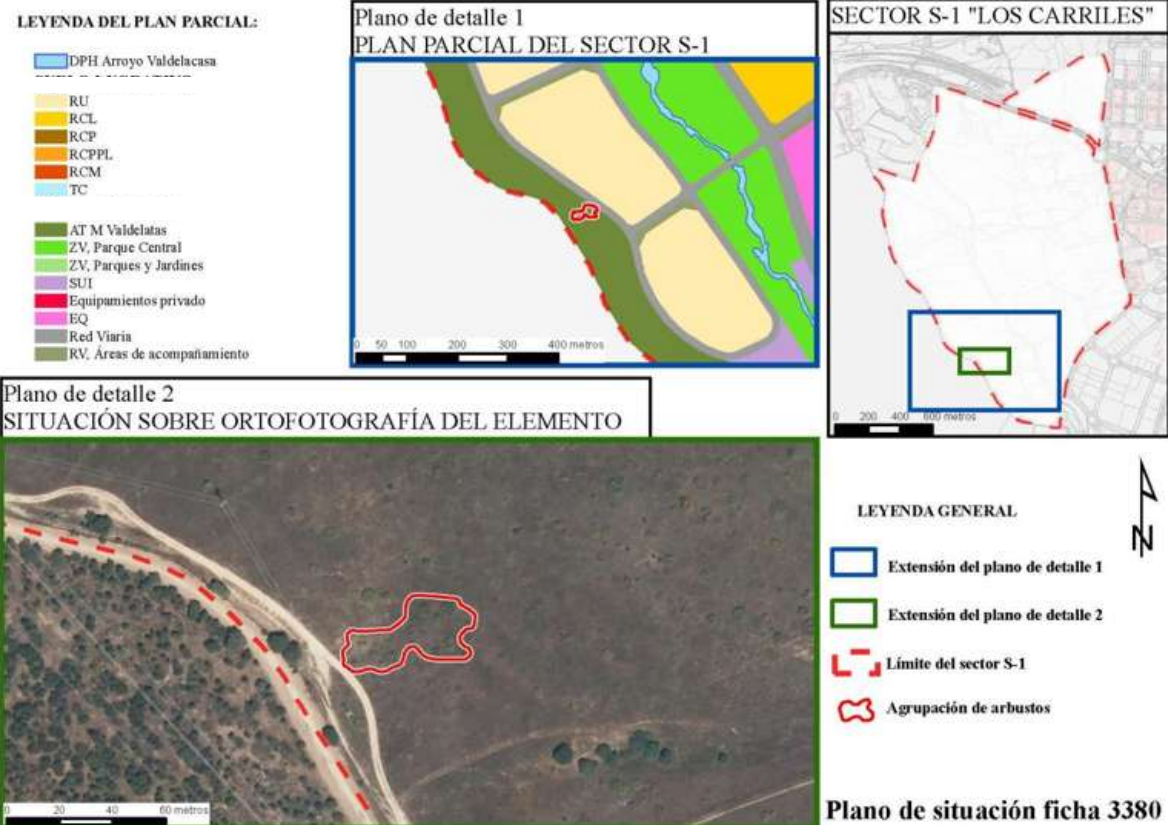 LEYENDA DEL PLAN PARCIAL:
DPH Arroyo Valdelacasa
RU
RCL
RCP
RCPPL
RCM
TC
AT M Valdelatas
ZV, Parque Central
ZV, Parques y Jardines
SUI
Equipamientos privado
EQ
Red Viaria
RV, Áreas de acompañamiento
Plano de detalle 1
PLAN PARCIAL DEL SECTOR S-1
0 50 100 200 300 400 metros
SECTOR S-1 "LOS CARRILES"
0 200 400 600 metros
Plano de detalle 2
SITUACIÓN SOBRE ORTOFOTOGRAFÍA DEL ELEMENTO
0 20 40 60 metros
LEYENDA GENERAL
Extensión del plano de detalle 1
Extensión del plano de detalle 2
Límite del sector S-1
Agrupación de arbustos
N
Plano de situación ficha 3380